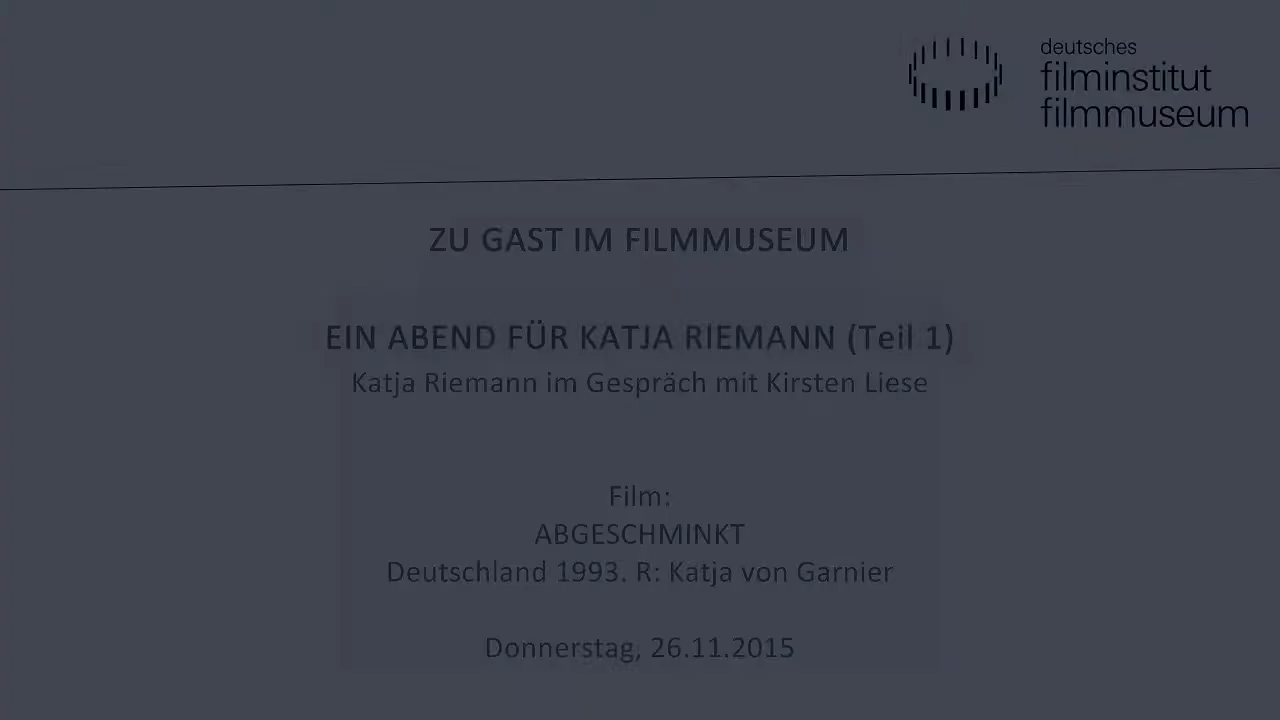 deutsches
filminstitut
filmmuseum
ZU GAST IM FILMMUSEUM
EIN ABEND FÜR KATJA RIEMANN (Teil 1)
Katja Riemann im Gespräch mit Kirsten Liese
Film:
ABGESCHMINKT
Deutschland 1993. R: Katja von Garnier
Donnerstag, 26.11.2015